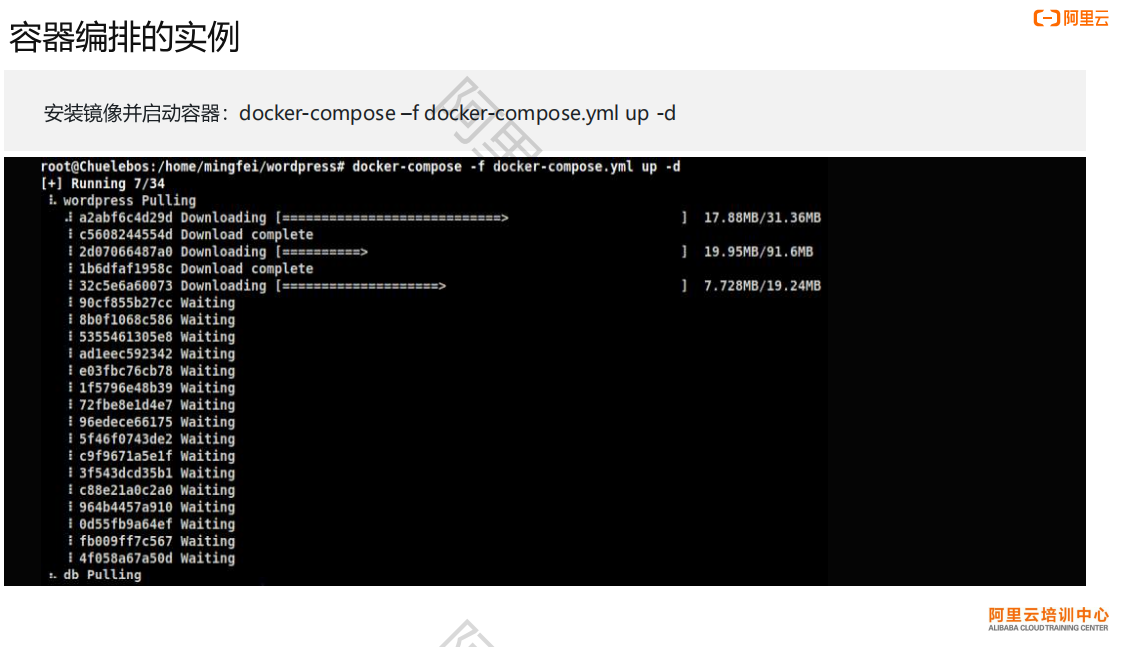 容器编排的实例
阿里云
安装镜像并启动容器：docker-compose –f docker-compose.yml up -d
阿里
root@Chuelebos:/home/mingfei/wordpress# docker-compose -f docker-compose.yml up -d
[+] Running 7/34
wordpress Pulling
a2abf6c4d29d Downloading [============================>                      ]  17.88MB/31.36MB
c5608244554d Download complete
2d07066487a0 Downloading [==========>                                        ]  19.95MB/91.6MB
1b6dfaf1958c Download complete
32c5e6a60073 Downloading [====================>                              ]  7.728MB/19.24MB
90cf855b27cc Waiting
8b0f1068c586 Waiting
5355461305e8 Waiting
ad1eec592342 Waiting
e03fbc76cb78 Waiting
1f5796e48b39 Waiting
72fbe8e1d4e7 Waiting
96edece66175 Waiting
5f46f0743de2 Waiting
c9f9671a5e1f Waiting
3f543dcd35b1 Waiting
c88e21a0c2a0 Waiting
964b4457a910 Waiting
0d55fb9a64ef Waiting
fb009ff7c567 Waiting
4f058a67a50d Waiting
db Pulling
阿里云培训中心
ALIBABA CLOUD TRAINING CENTER